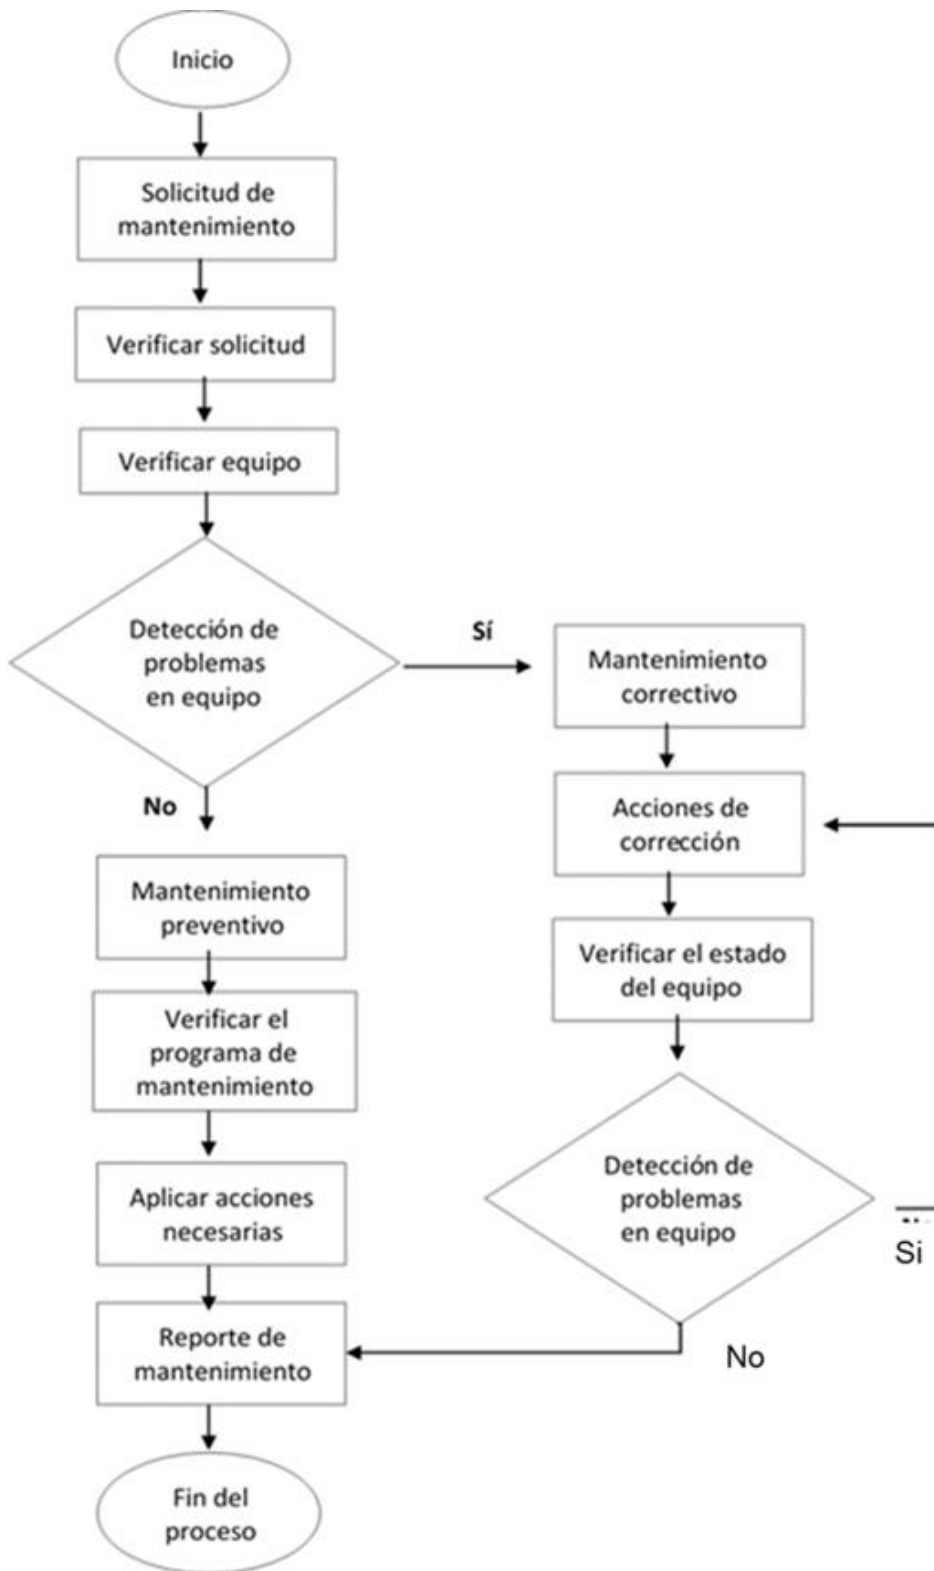 Inicio
Solicitud de
mantenimiento
Verificar solicitud
Verificar equipo
Detección de
problemas
en equipo
Sí
No
Mantenimiento
correctivo
Acciones de
corrección
Verificar el estado
del equipo
Detección de
problemas
en equipo
Si
No
Mantenimiento
preventivo
Verificar el
programa de
mantenimiento
Aplicar acciones
necesarias
Reporte de
mantenimiento
Fin del
proceso